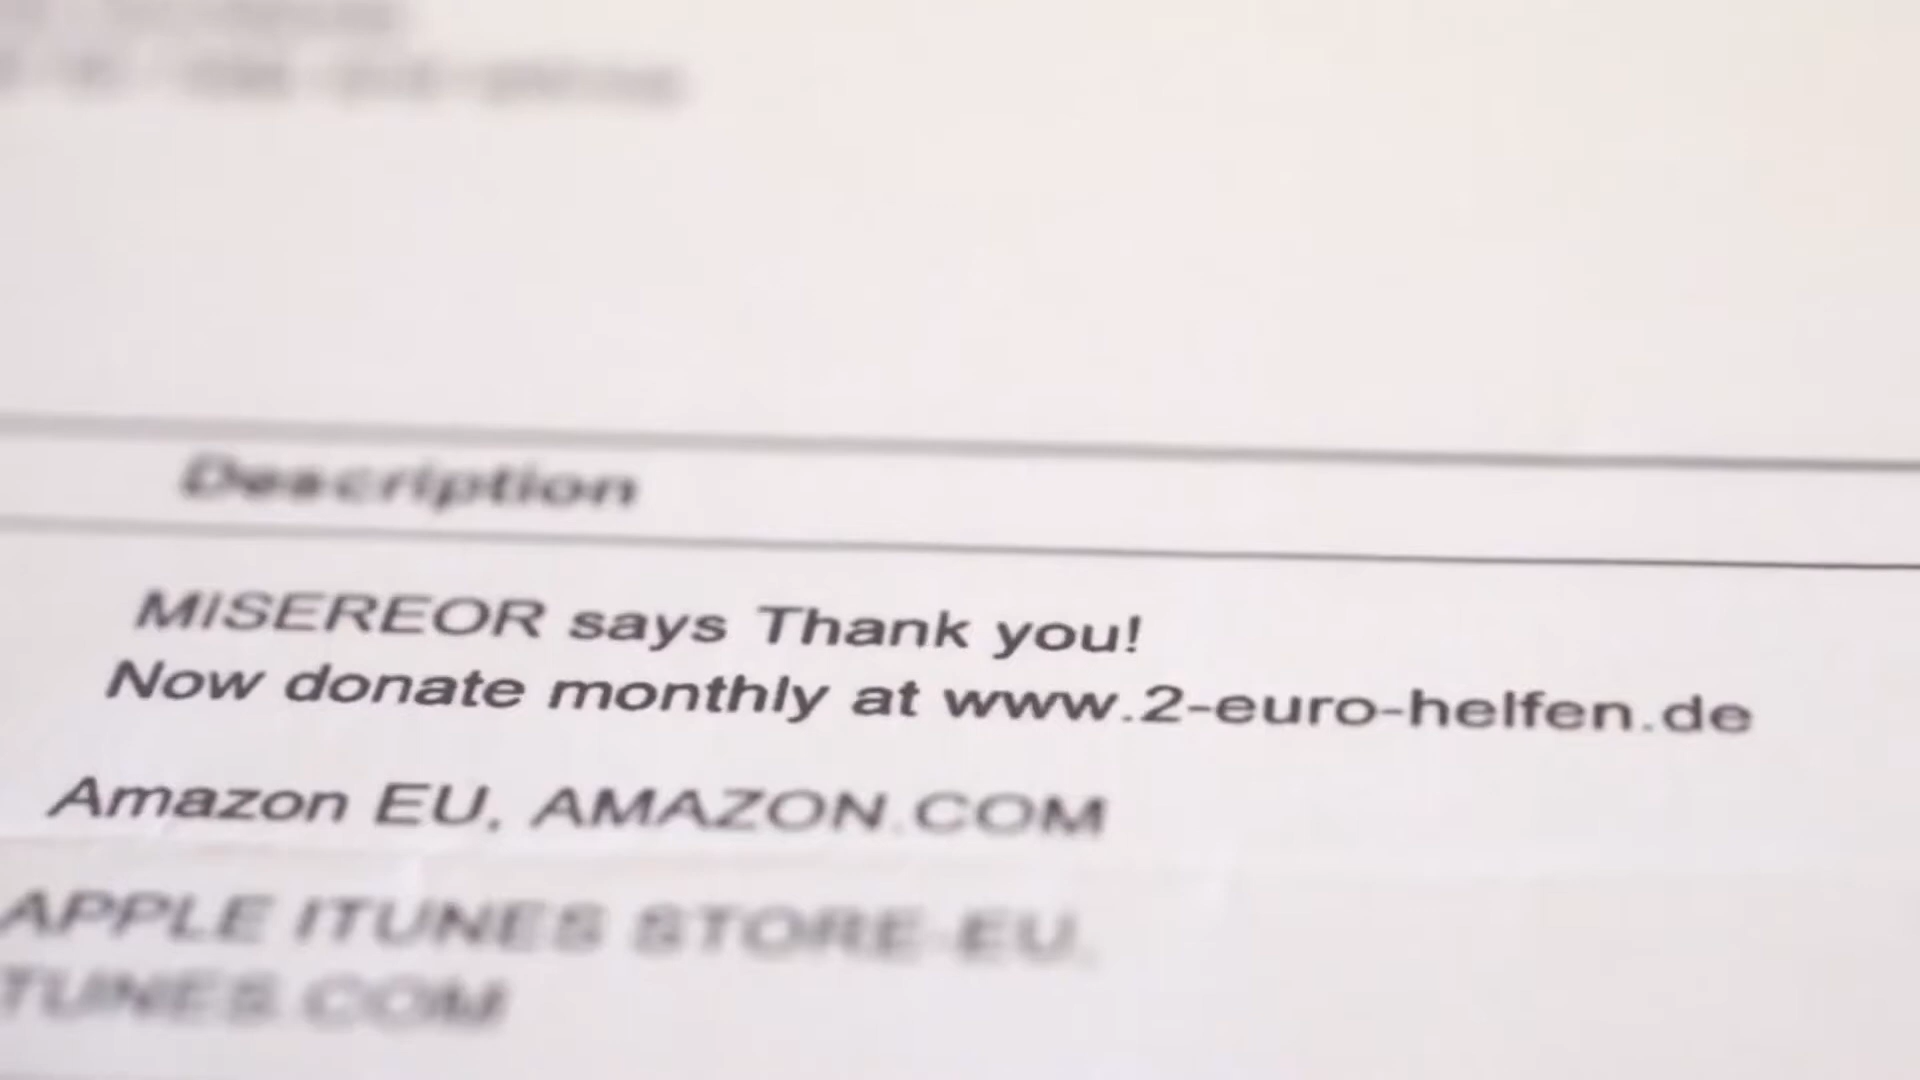 Description
MISEREOR says Thank you!
Now donate monthly at www.2-euro-helfen.de
Amazon EU, AMAZON.COM
APPLE ITUNES STORE-EU,
TUNES.COM